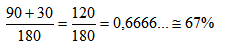 90 + 30 / 180 = 120 / 180 = 0,6666... ≅ 67%